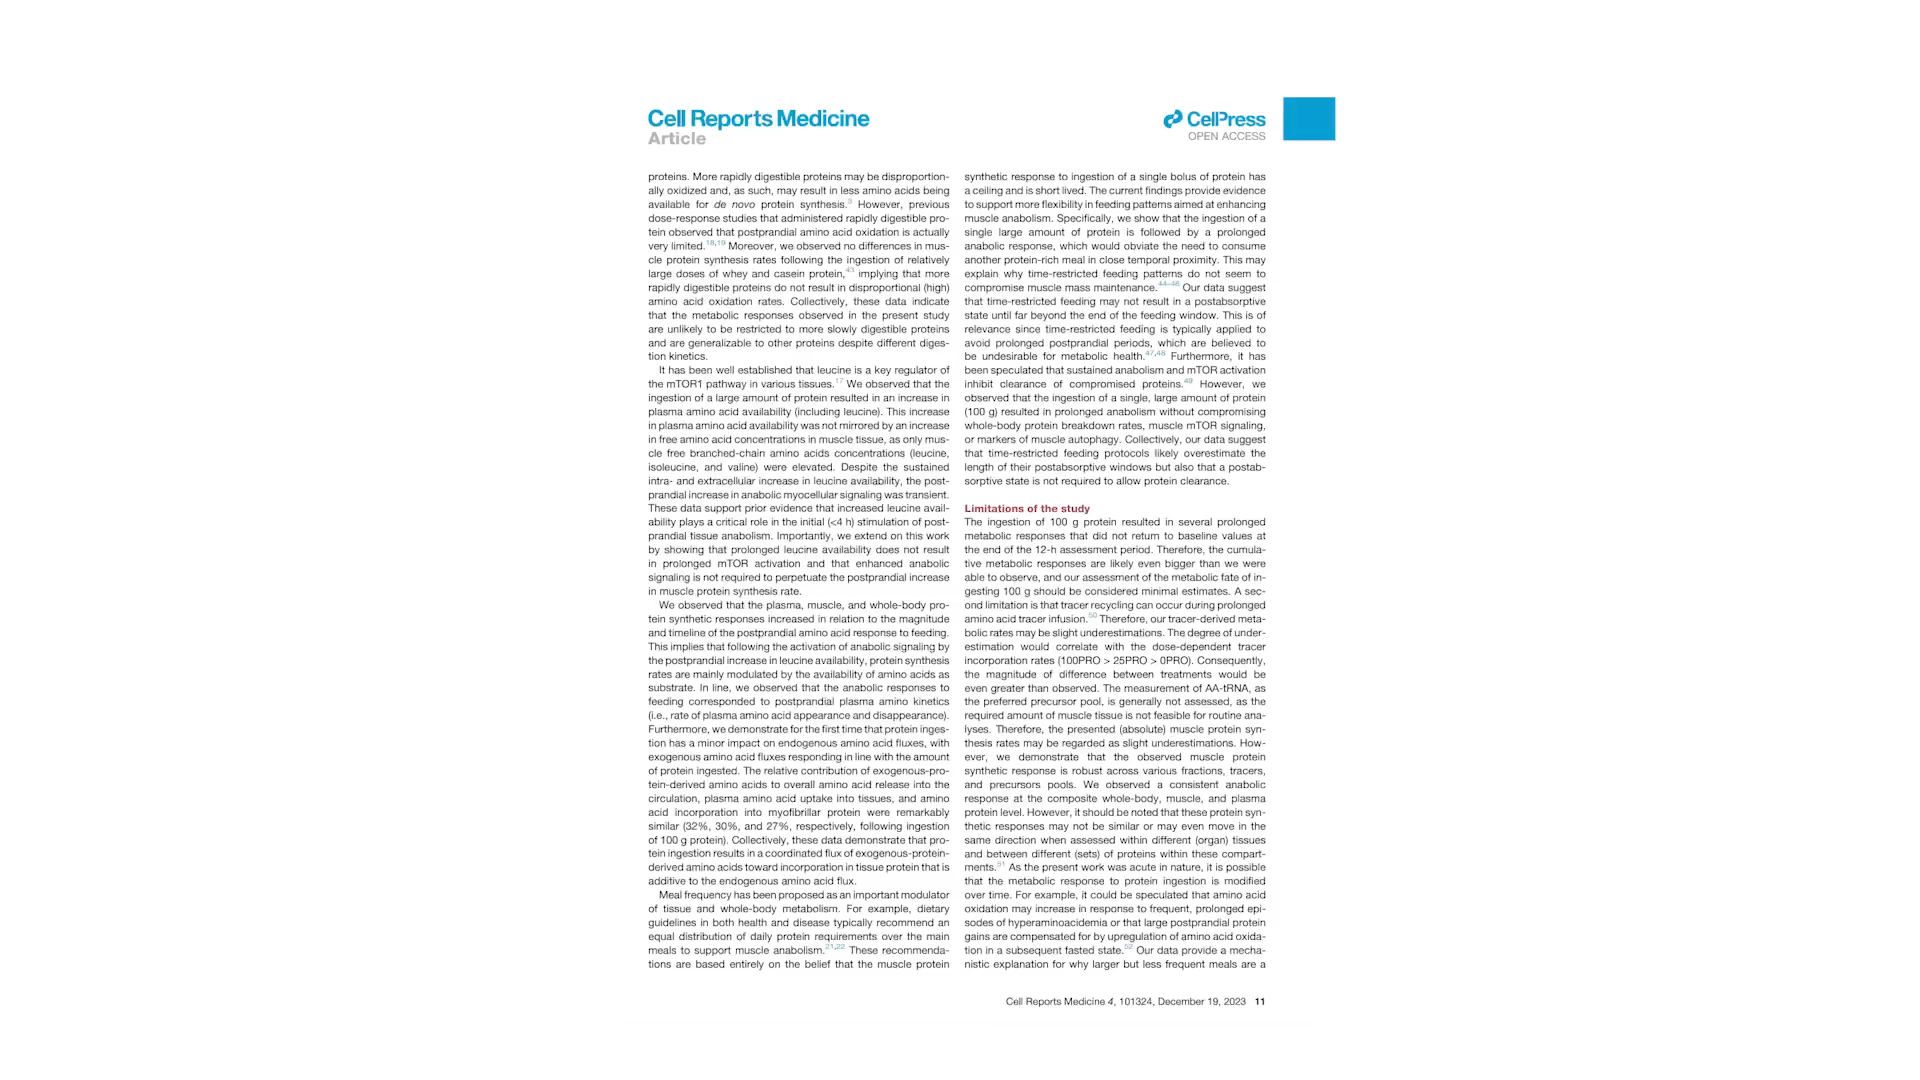 Cell Reports Medicine
Article
CellPress
OPEN ACCESS
proteins. More rapidly digestible proteins may be disproportion-
ally oxidized and, as such, may result in less amino acids being
available for de novo protein synthesis.3 However, previous
dose-response studies that administered rapidly digestible pro-
tein observed that postprandial amino acid oxidation is actually
very limited.18,19 Moreover, we observed no differences in mus-
cle protein synthesis rates following the ingestion of relatively
large doses of whey and casein protein,43 implying that more
rapidly digestible proteins do not result in disproportional (high)
amino acid oxidation rates. Collectively, these data indicate
that the metabolic responses observed in the present study
are unlikely to be restricted to more slowly digestible proteins
and are generalizable to other proteins despite different diges-
tion kinetics.
It has been well established that leucine is a key regulator of
the mTOR1 pathway in various tissues.17 We observed that the
ingestion of a large amount of protein resulted in an increase in
plasma amino acid availability (including leucine). This increase
in plasma amino acid availability was not mirrored by an increase
in free amino acid concentrations in muscle tissue, as only mus-
cle free branched-chain amino acids concentrations (leucine,
isoleucine, and valine) were elevated. Despite the sustained
intra- and extracellular increase in leucine availability, the post-
prandial increase in anabolic myocellular signaling was transient.
These data support prior evidence that increased leucine avail-
ability plays a critical role in the initial (<4 h) stimulation of post-
prandial tissue anabolism. Importantly, we extend on this work
by showing that prolonged leucine availability does not result
in prolonged mTOR activation and that enhanced anabolic
signaling is not required to perpetuate the postprandial increase
in muscle protein synthesis rate.
We observed that the plasma, muscle, and whole-body pro-
tein synthetic responses increased in relation to the magnitude
and timeline of the postprandial amino acid response to feeding.
This implies that following the activation of anabolic signaling by
the postprandial increase in leucine availability, protein synthesis
rates are mainly modulated by the availability of amino acids as
substrate. In line, we observed that the anabolic responses to
feeding corresponded to postprandial plasma amino kinetics
(i.e., rate of plasma amino acid appearance and disappearance).
Furthermore, we demonstrate for the first time that protein inges-
tion has a minor impact on endogenous amino acid fluxes, with
exogenous amino acid fluxes responding in line with the amount
of protein ingested. The relative contribution of exogenous-pro-
tein-derived amino acids to overall amino acid release into the
circulation, plasma amino acid uptake into tissues, and amino
acid incorporation into myofibrillar protein were remarkably
similar (32%, 30%, and 27%, respectively, following ingestion
of 100 g protein). Collectively, these data demonstrate that pro-
tein ingestion results in a coordinated flux of exogenous-protein-
derived amino acids toward incorporation in tissue protein that is
additive to the endogenous amino acid flux.
Meal frequency has been proposed as an important modulator
of tissue and whole-body metabolism. For example, dietary
guidelines in both health and disease typically recommend an
equal distribution of daily protein requirements over the main
meals to support muscle anabolism.21,22 These recommenda-
tions are based entirely on the belief that the muscle protein
synthetic response to ingestion of a single bolus of protein has
a ceiling and is short lived. The current findings provide evidence
to support more flexibility in feeding patterns aimed at enhancing
muscle anabolism. Specifically, we show that the ingestion of a
single large amount of protein is followed by a prolonged
anabolic response, which would obviate the need to consume
another protein-rich meal in close temporal proximity. This may
explain why time-restricted feeding patterns do not seem to
compromise muscle mass maintenance.44–46 Our data suggest
that time-restricted feeding may not result in a postabsorptive
state until far beyond the end of the feeding window. This is of
relevance since time-restricted feeding is typically applied to
avoid prolonged postprandial periods, which are believed to
be undesirable for metabolic health.47,48 Furthermore, it has
been speculated that sustained anabolism and mTOR activation
inhibit clearance of compromised proteins.49 However, we
observed that the ingestion of a single, large amount of protein
(100 g) resulted in prolonged anabolism without compromising
whole-body protein breakdown rates, muscle mTOR signaling,
or markers of muscle autophagy. Collectively, our data suggest
that time-restricted feeding protocols likely overestimate the
length of their postabsorptive windows but also that a postab-
sorptive state is not required to allow protein clearance.
Limitations of the study
The ingestion of 100 g protein resulted in several prolonged
metabolic responses that did not return to baseline values at
the end of the 12-h assessment period. Therefore, the cumula-
tive metabolic responses are likely even bigger than we were
able to observe, and our assessment of the metabolic fate of in-
gesting 100 g should be considered minimal estimates. A sec-
ond limitation is that tracer recycling can occur during prolonged
amino acid tracer infusion.50 Therefore, our tracer-derived meta-
bolic rates may be slight underestimations. The degree of under-
estimation would correlate with the dose-dependent tracer
incorporation rates (100PRO > 25PRO > 0PRO). Consequently,
the magnitude of difference between treatments would be
even greater than observed. The measurement of AA-tRNA, as
the preferred precursor pool, is generally not assessed, as the
required amount of muscle tissue is not feasible for routine ana-
lyses. Therefore, the presented (absolute) muscle protein syn-
thesis rates may be regarded as slight underestimations. How-
ever, we demonstrate that the observed muscle protein
synthetic response is robust across various fractions, tracers,
and precursors pools. We observed a consistent anabolic
response at the composite whole-body, muscle, and plasma
protein level. However, it should be noted that these protein syn-
thetic responses may not be similar or may even move in the
same direction when assessed within different (organ) tissues
and between different (sets) of proteins within these compart-
ments.51 As the present work was acute in nature, it is possible
that the metabolic response to protein ingestion is modified
over time. For example, it could be speculated that amino acid
oxidation may increase in response to frequent, prolonged epi-
sodes of hyperaminoacidemia or that large postprandial protein
gains are compensated for by upregulation of amino acid oxida-
tion in a subsequent fasted state.52 Our data provide a mecha-
nistic explanation for why larger but less frequent meals are a
Cell Reports Medicine 4, 101324, December 19, 2023 11